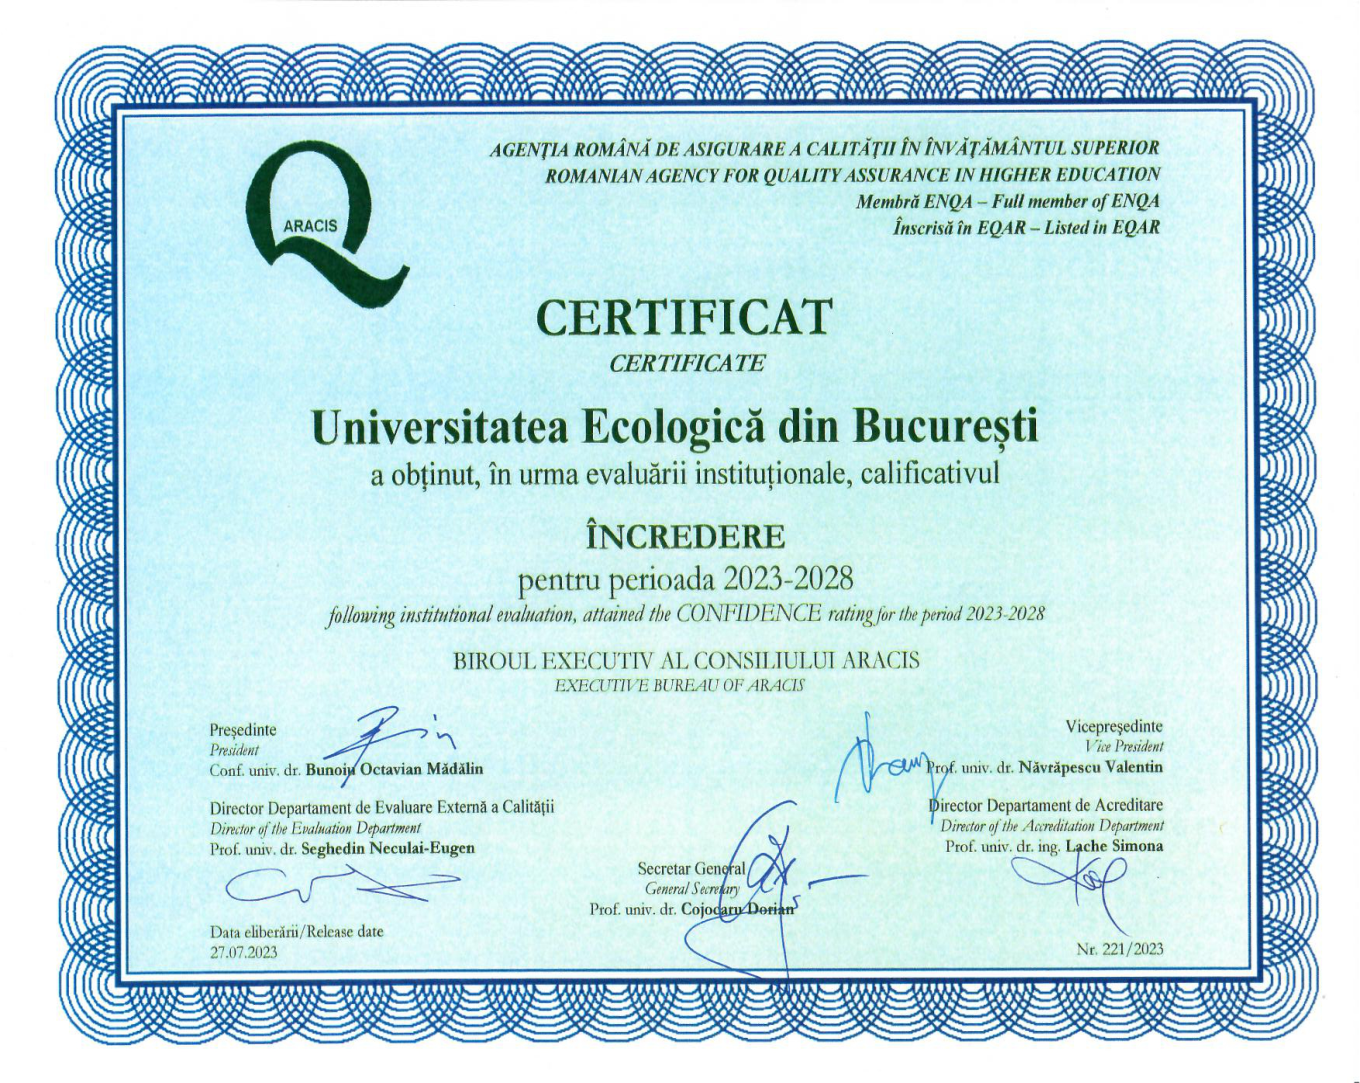 ARACIS
AGENȚIA ROMÂNĂ DE ASIGURARE A CALITĂȚII ÎN ÎNVĂȚĂMÂNTUL SUPERIOR
ROMANIAN AGENCY FOR QUALITY ASSURANCE IN HIGHER EDUCATION
Membră ENQA – Full member of ENQA
Înscrisă în EQAR – Listed in EQAR
CERTIFICAT
CERTIFICATE
Universitatea Ecologică din București
a obținut, în urma evaluării instituționale, calificativul
ÎNCREDERE
pentru perioada 2023-2028
following institutional evaluation, attained the CONFIDENCE rating for the period 2023-2028
BIROUL EXECUTIV AL CONSILIULUI ARACIS
EXECUTIVE BUREAU OF ARACIS
Președinte
President
Conf. univ. dr. Bunoiu Octavian Mădălin
Vicepreședinte
Vice President
Prof. univ. dr. Năvrăpescu Valentin
Director Departament de Evaluare Externă a Calității
Director of the Evaluation Department
Prof. univ. dr. Seghedin Neculai-Eugen
Director Departament de Acreditare
Director of the Accreditation Department
Prof. univ. dr. ing. Lache Simona
Secretar General
General Secretary
Prof. univ. dr. Cojocaru Dorian
Data eliberării/Release date
27.07.2023
Nr. 221/2023